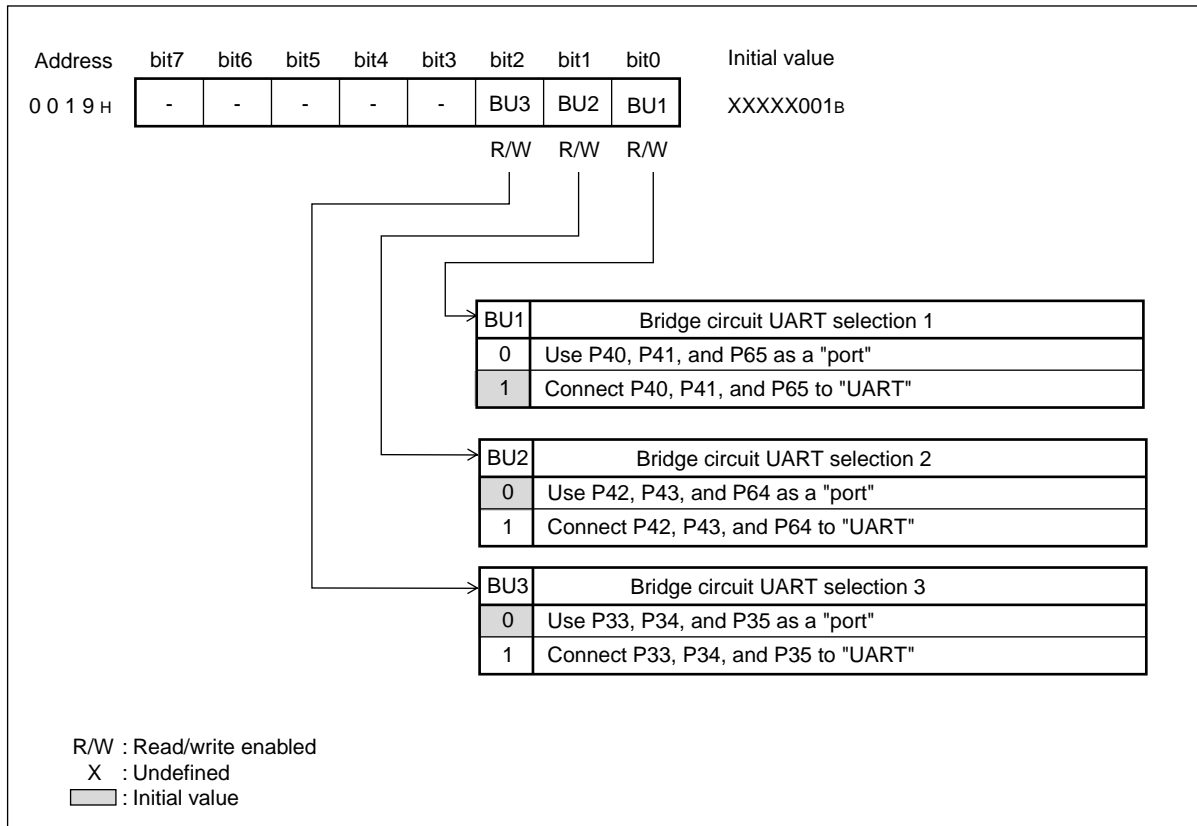 Address bit7 bit6 bit5 bit4 bit3 bit2 bit1 bit0 Initial value
0 0 1 9 H - - - - - BU3 BU2 BU1 XXXXX001B
R/W R/W R/W
BU1 Bridge circuit UART selection 1
0 Use P40, P41, and P65 as a "port"
1 Connect P40, P41, and P65 to "UART"
BU2 Bridge circuit UART selection 2
0 Use P42, P43, and P64 as a "port"
1 Connect P42, P43, and P64 to "UART"
BU3 Bridge circuit UART selection 3
0 Use P33, P34, and P35 as a "port"
1 Connect P33, P34, and P35 to "UART"
R/W : Read/write enabled
X : Undefined
: Initial value